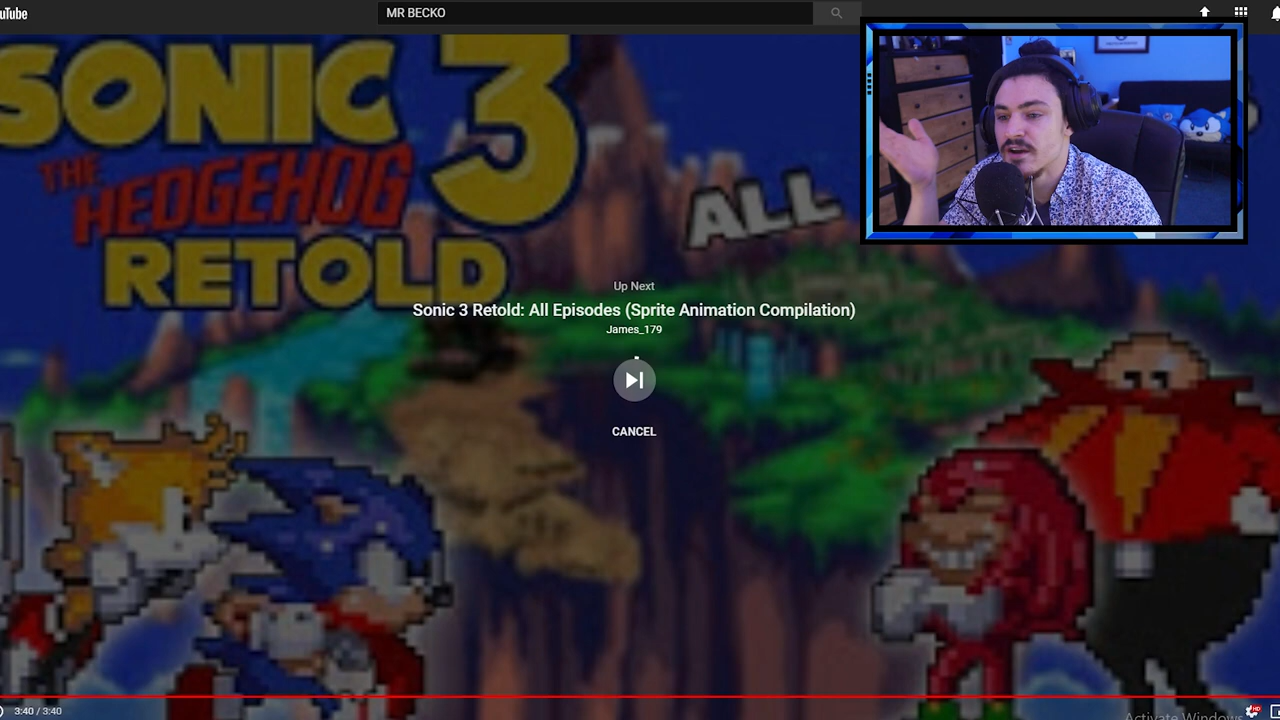 uTube
MR BECKO
SONIC 3
THE
HEDGEHOG
RETOLD
ALL
Up Next
Sonic 3 Retold: All Episodes (Sprite Animation Compilation)
James_179
CANCEL
3:40 / 3:40
HD
Activate Windows